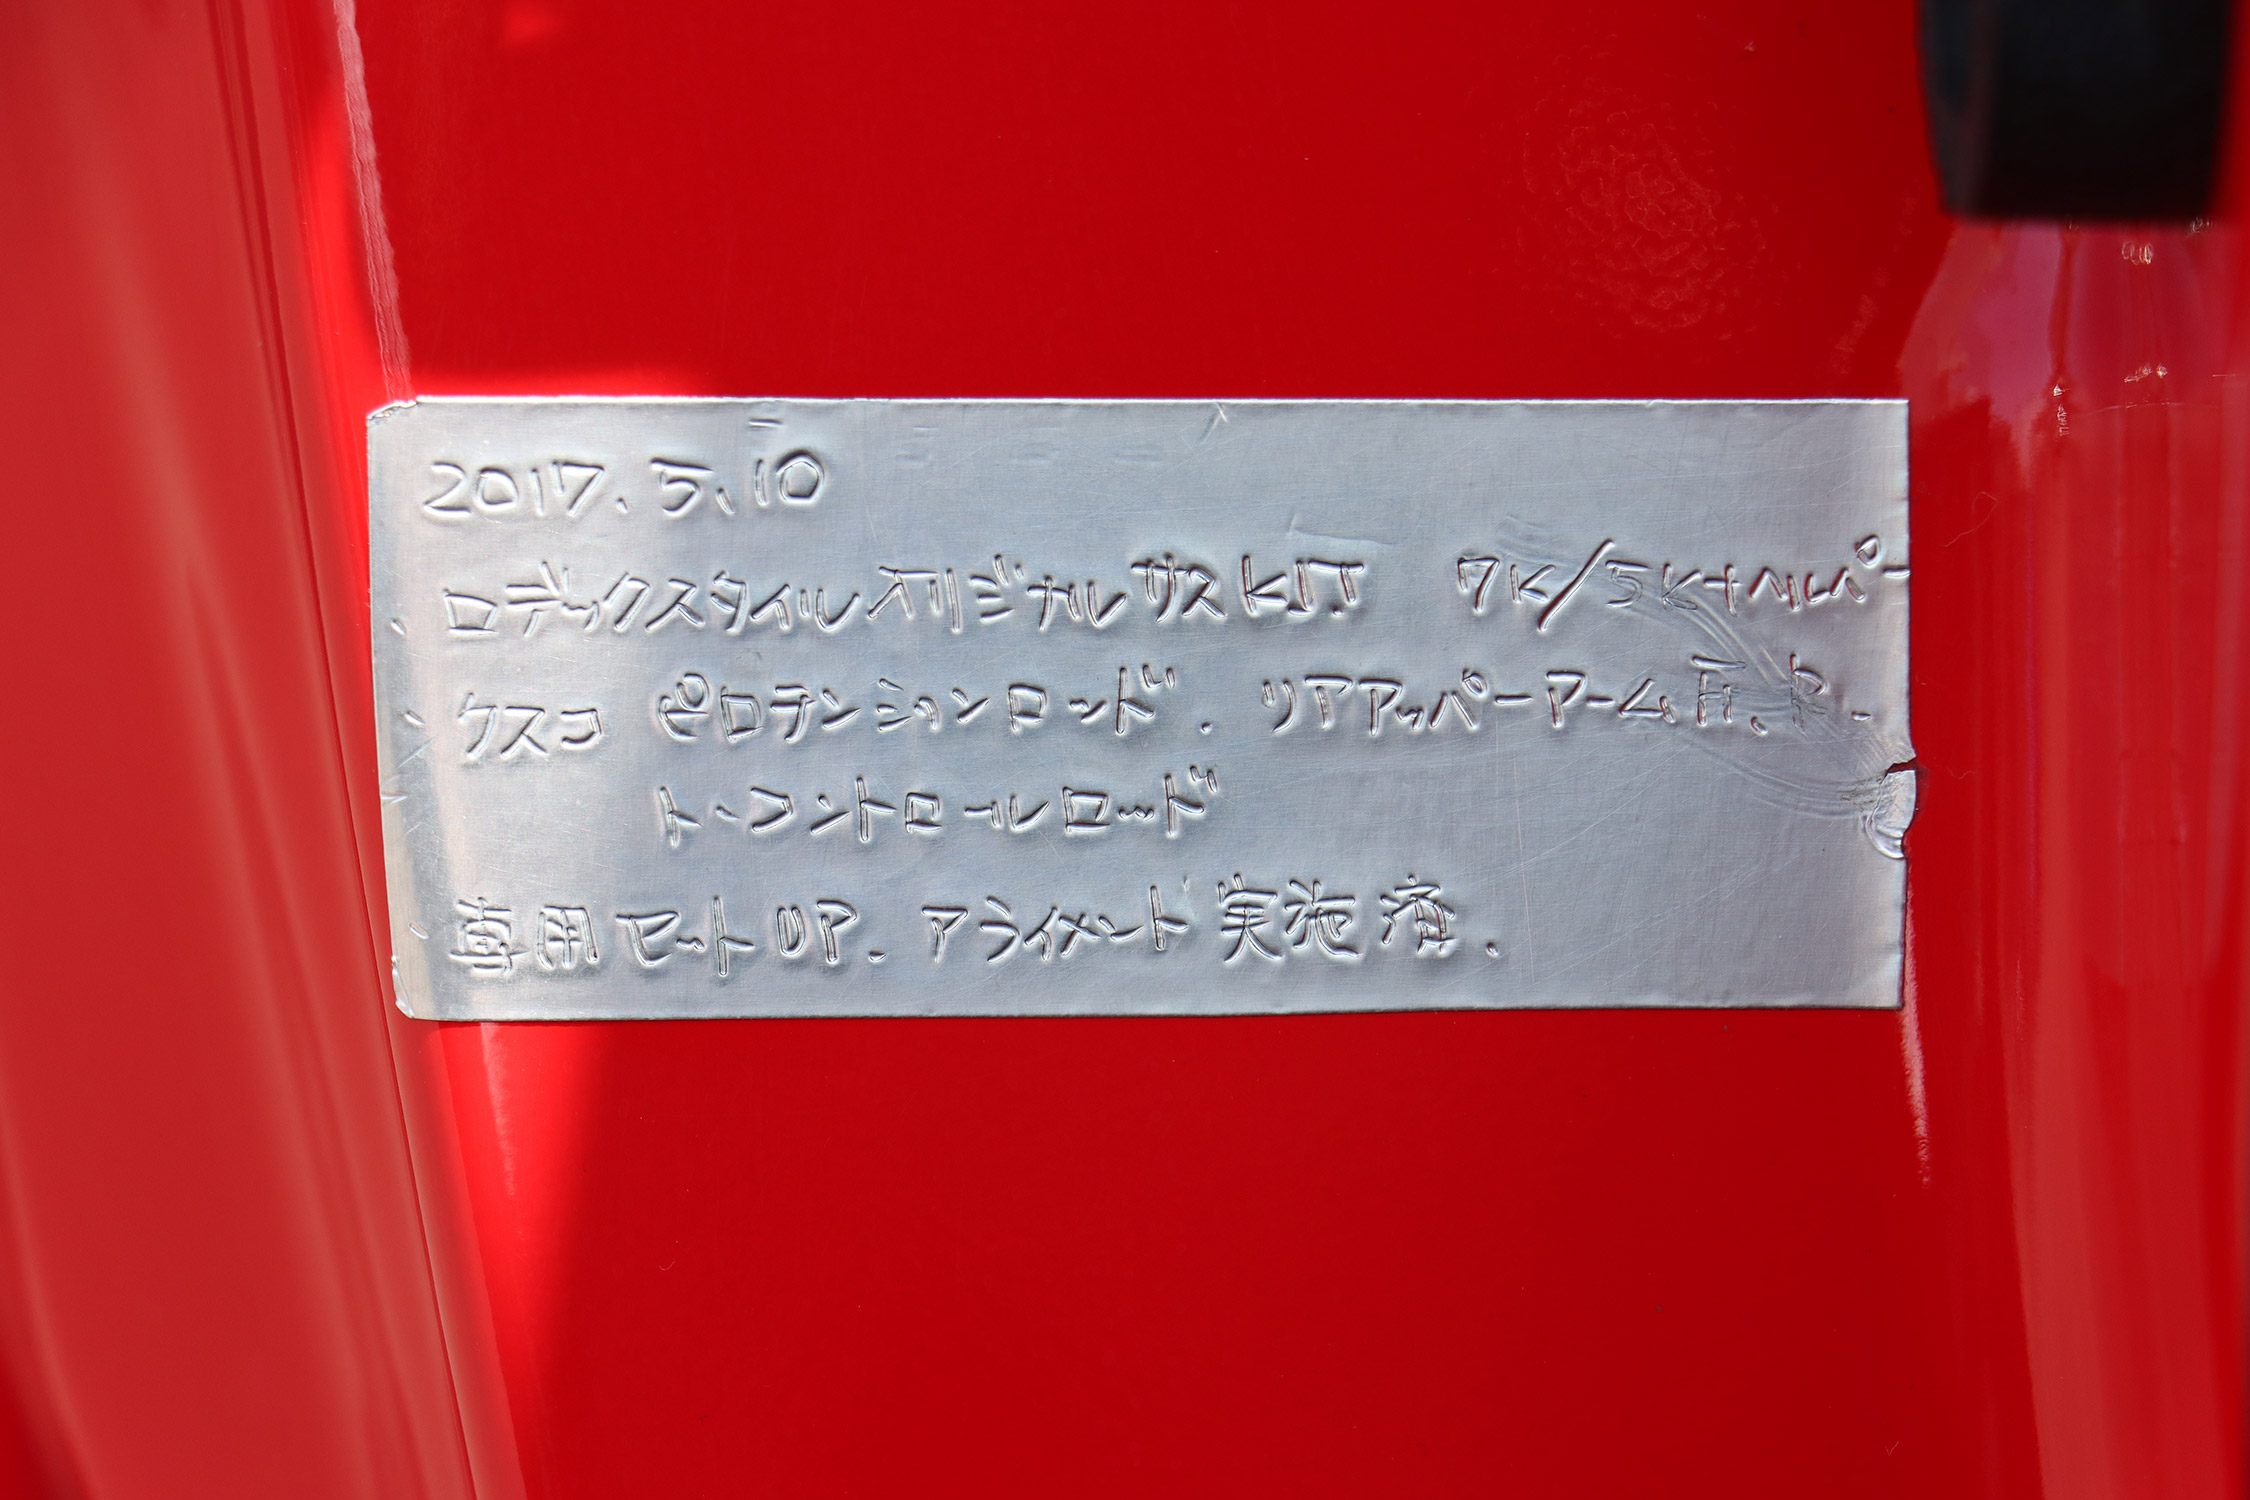 2017.5.10
ロデックスタイルオリジナルサスKIT 7K/5K+ヘルパー
クスコ ピロテンションロッド. リアアッパーアーム 前、後.
トーコントロールロッド
専用セットUP. アライメント実施済.